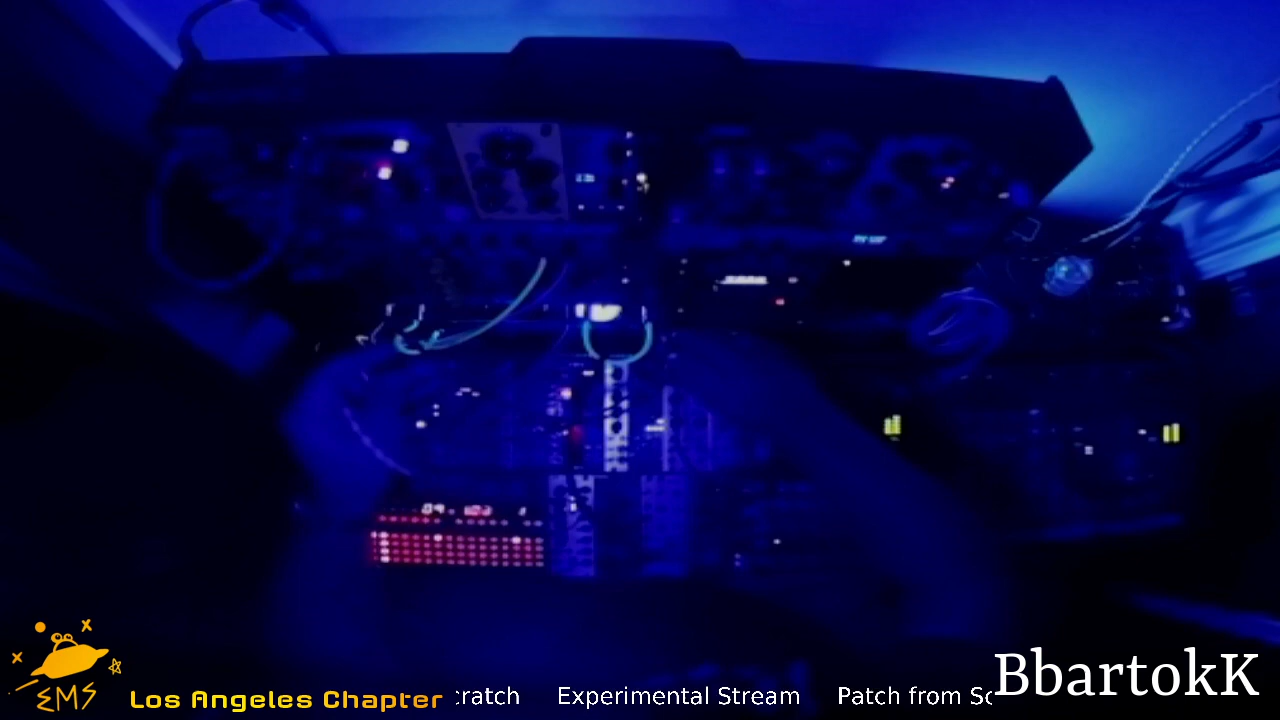 EMS
Los Angeles Chapter
cratch Experimental Stream Patch from Sc
BbartokK